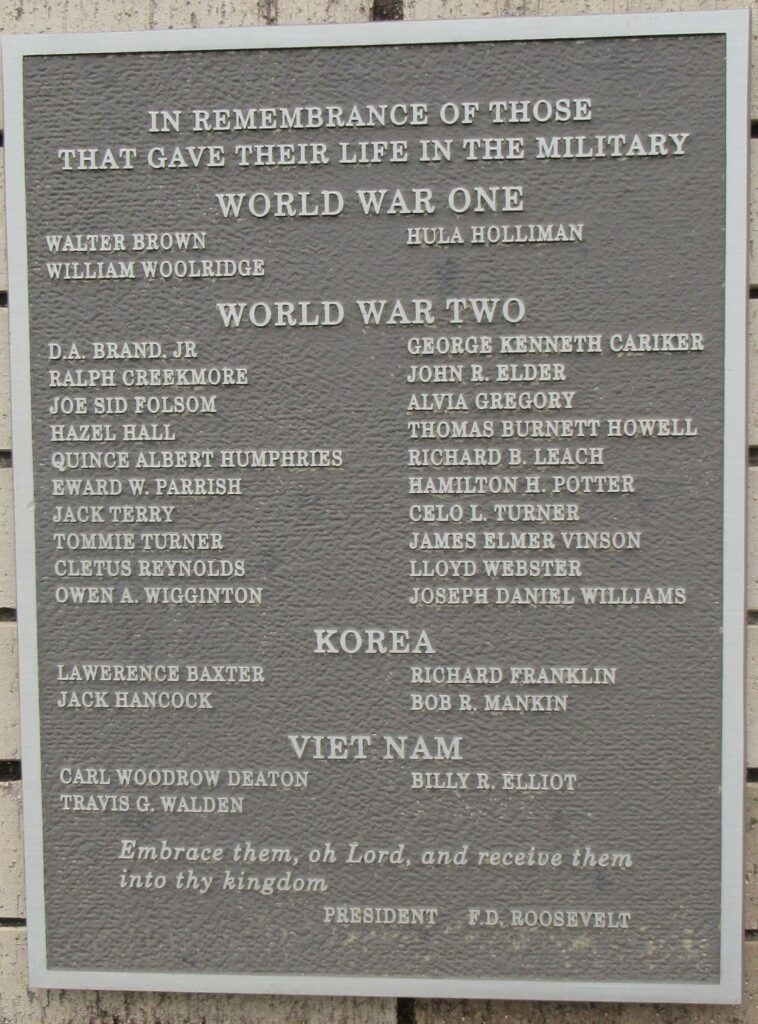 IN REMEMBRANCE OF THOSE
THAT GAVE THEIR LIFE IN THE MILITARY
WORLD WAR ONE
WALTER BROWN HULA HOLLIMAN
WILLIAM WOOLRIDGE
WORLD WAR TWO
D.A. BRAND, JR GEORGE KENNETH CARIKER
RALPH CREEKMORE JOHN R. ELDER
JOE SID FOLSOM ALVIA GREGORY
HAZEL HALL THOMAS BURNETT HOWELL
QUINCE ALBERT HUMPHRIES RICHARD B. LEACH
EWARD W. PARRISH HAMILTON H. POTTER
JACK TERRY CELO L. TURNER
TOMMIE TURNER JAMES ELMER VINSON
CLETUS REYNOLDS LLOYD WEBSTER
OWEN A. WIGGINTON JOSEPH DANIEL WILLIAMS
KOREA
LAWERENCE BAXTER RICHARD FRANKLIN
JACK HANCOCK BOB R. MANKIN
VIET NAM
CARL WOODROW DEATON BILLY R. ELLIOT
TRAVIS G. WALDEN
Embrace them, oh Lord, and receive them
into thy kingdom
PRESIDENT F.D. ROOSEVELT